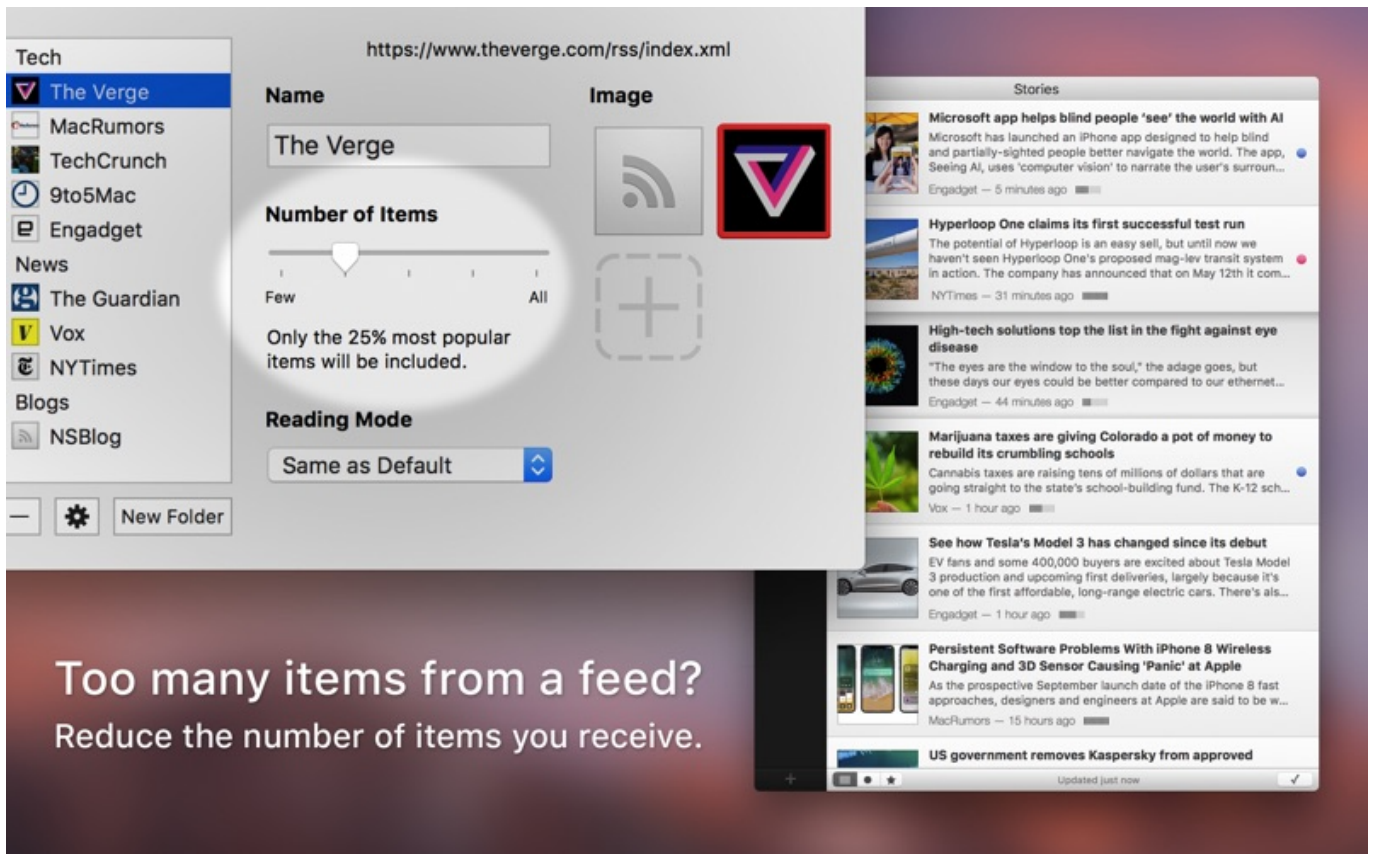 Tech
The Verge
MacRumors
TechCrunch
9to5Mac
Engadget
News
The Guardian
Vox
NYTimes
Blogs
NSBlog
New Folder
https://www.theverge.com/rss/index.xml
Name
Image
The Verge
Number of Items
Few
All
Only the 25% most popular
items will be included.
Reading Mode
Same as Default
Too many items from a feed?
Reduce the number of items you receive.
Stories
Microsoft app helps blind people ‘see’ the world with AI
Microsoft has launched an iPhone app designed to help blind
and partially-sighted people better navigate the world. The app,
Seeing AI, uses 'computer vision' to narrate the user's surroun...
Engadget — 5 minutes ago
Hyperloop One claims its first successful test run
The potential of Hyperloop is an easy sell, but until now we
haven't seen Hyperloop One's proposed mag-lev transit system
in action. The company has announced that on May 12th it com...
NYTimes — 31 minutes ago
High-tech solutions top the list in the fight against eye
disease
"The eyes are the window to the soul," the adage goes, but
these days our eyes could be better compared to our ethernet...
Engadget — 44 minutes ago
Marijuana taxes are giving Colorado a pot of money to
rebuild its crumbling schools
Cannabis taxes are raising tens of millions of dollars that are
going straight to the state's school-building fund. The K-12 sch...
Vox — 1 hour ago
See how Tesla's Model 3 has changed since its debut
EV fans and some 400,000 buyers are excited about Tesla Model
3 production and upcoming first deliveries, largely because it's
one of the first affordable, long-range electric cars. There's als...
Engadget — 1 hour ago
Persistent Software Problems With iPhone 8 Wireless
Charging and 3D Sensor Causing 'Panic' at Apple
As the prospective September launch date of the iPhone 8 fast
approaches, designers and engineers at Apple are said to be w...
MacRumors — 15 hours ago
US government removes Kaspersky from approved
Updated just now